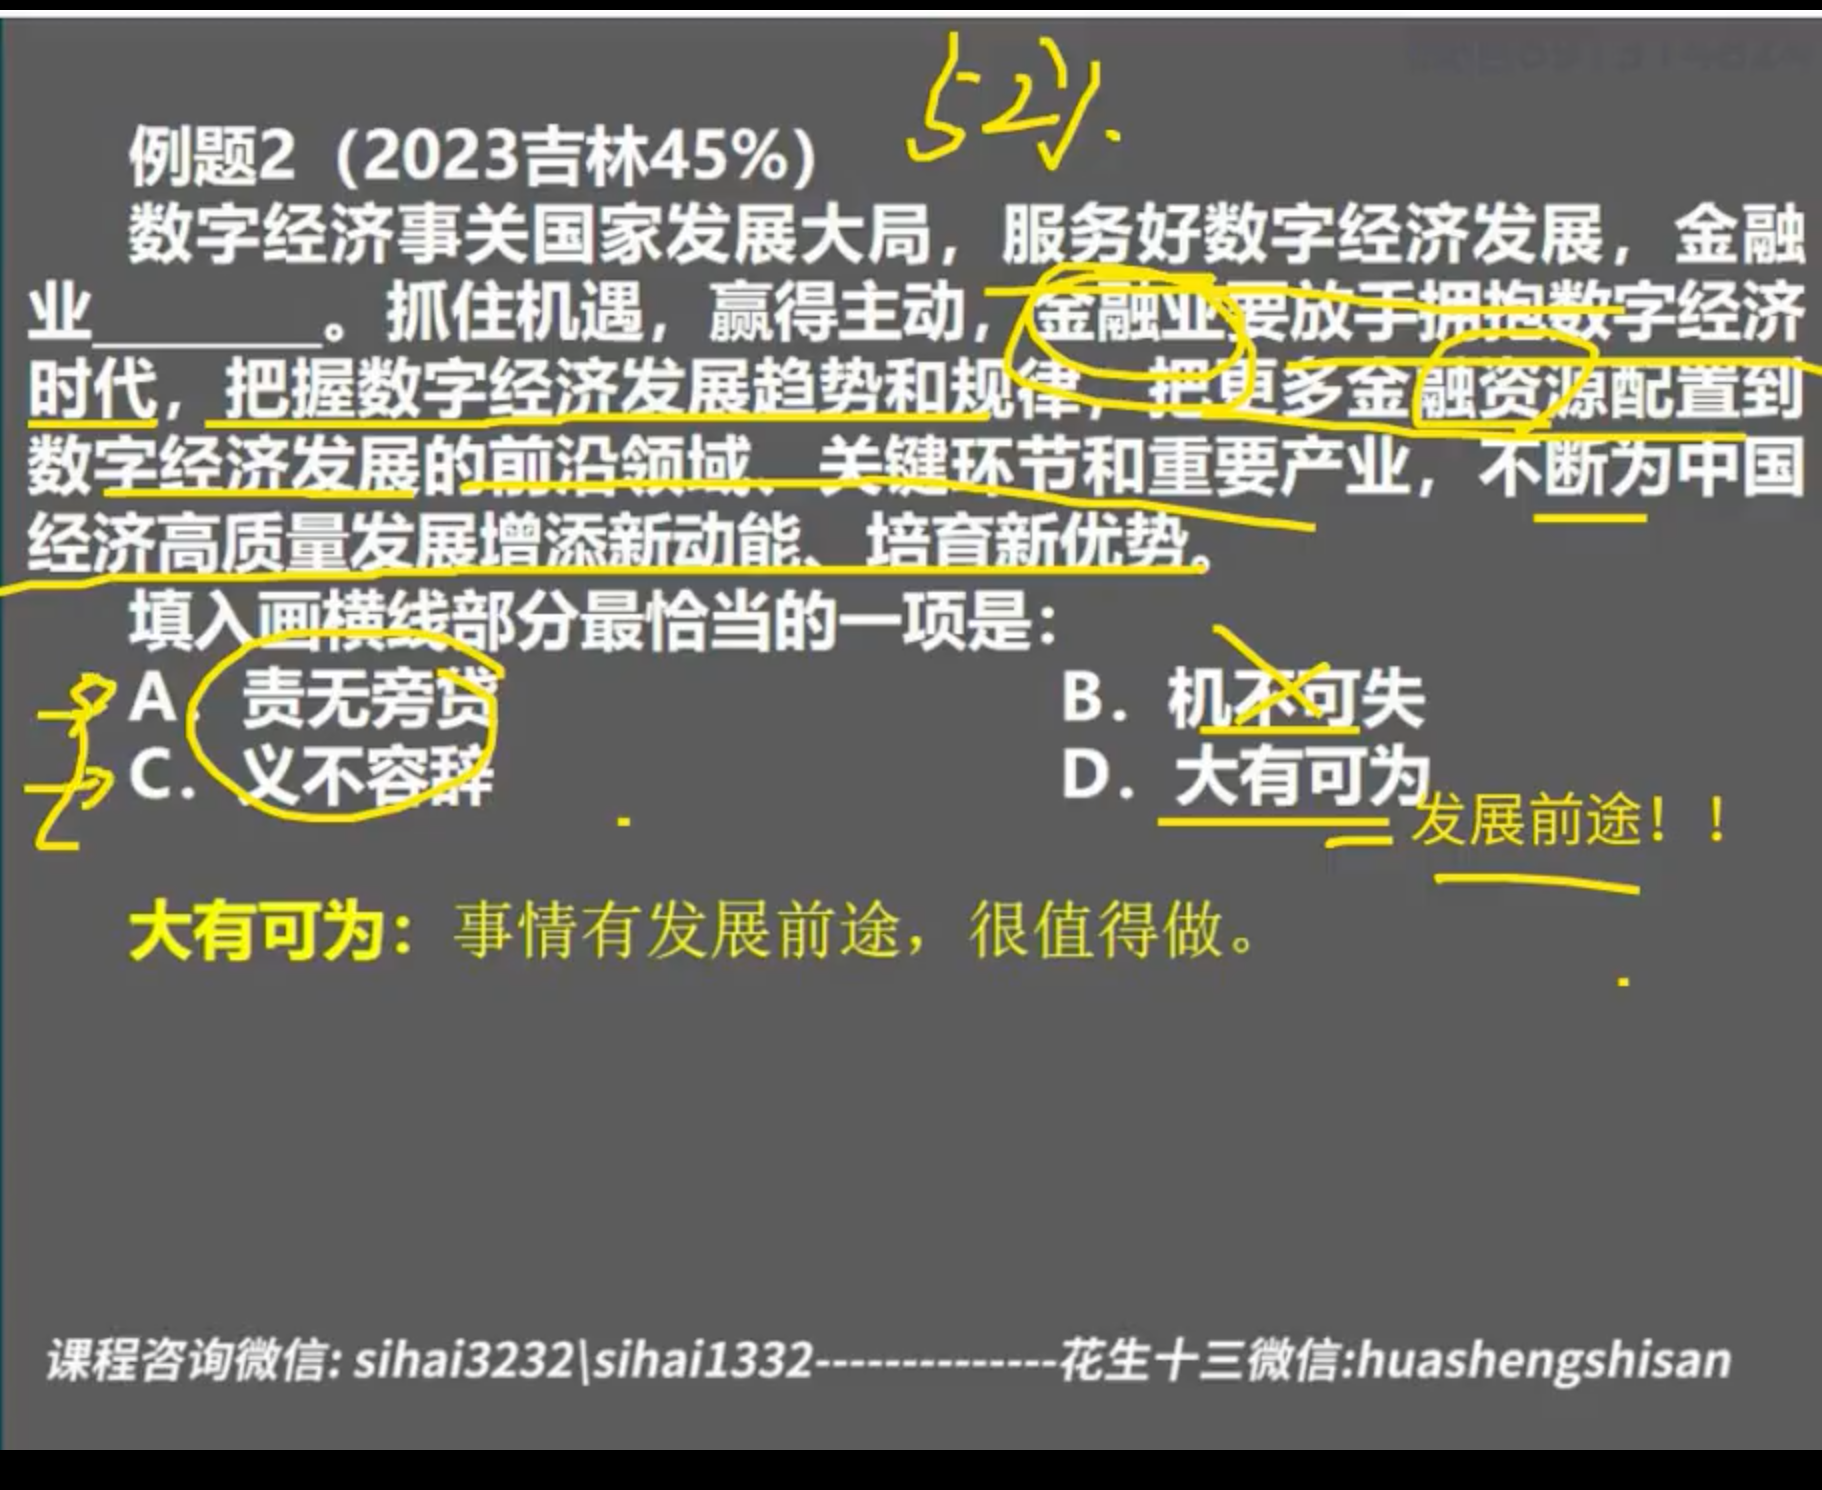 52%.
例题2（2023吉林45%）
数字经济事关国家发展大局，服务好数字经济发展，金融
业________。抓住机遇，赢得主动，金融业要放手拥抱数字经济
时代，把握数字经济发展趋势和规律，把更多金融资源配置到
数字经济发展的前沿领域、关键环节和重要产业，不断为中国
经济高质量发展增添新动能、培育新优势。
填入画横线部分最恰当的一项是：
A．责无旁贷
B．机不可失
C．义不容辞
D．大有可为
发展前途！！
大有可为：事情有发展前途，很值得做。
课程咨询微信: sihai3232\sihai1332--------------花生十三微信:huashengshisan